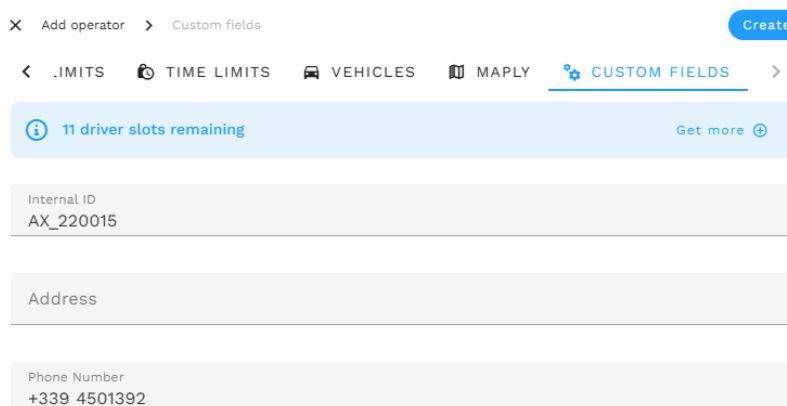 Add operator > Custom fields
Create
.IMITS TIME LIMITS VEHICLES MAPLY CUSTOM FIELDS
11 driver slots remaining Get more
Internal ID
AX_220015
Address
Phone Number
+339 4501392